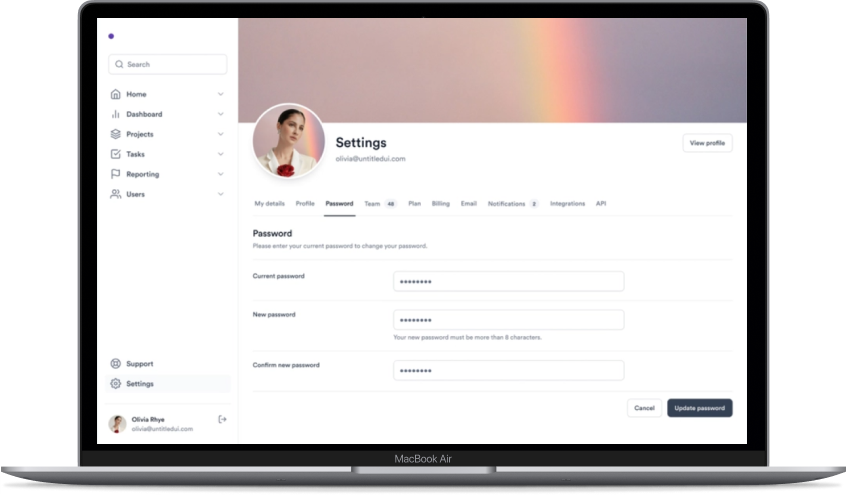 Search
Home
Dashboard
Projects
Tasks
Reporting
Users
Support
Settings
Olivia Rhye
olivia@untitledui.com
Settings
olivia@untitledui.com
View profile
My details Profile Password Team 46 Plan Billing Email Notifications 2 Integrations API
Password
Please enter your current password to change your password.
Current password ••••••••
New password ••••••••
Your new password must be more than 8 characters.
Confirm new password ••••••••
Cancel Update password
MacBook Air